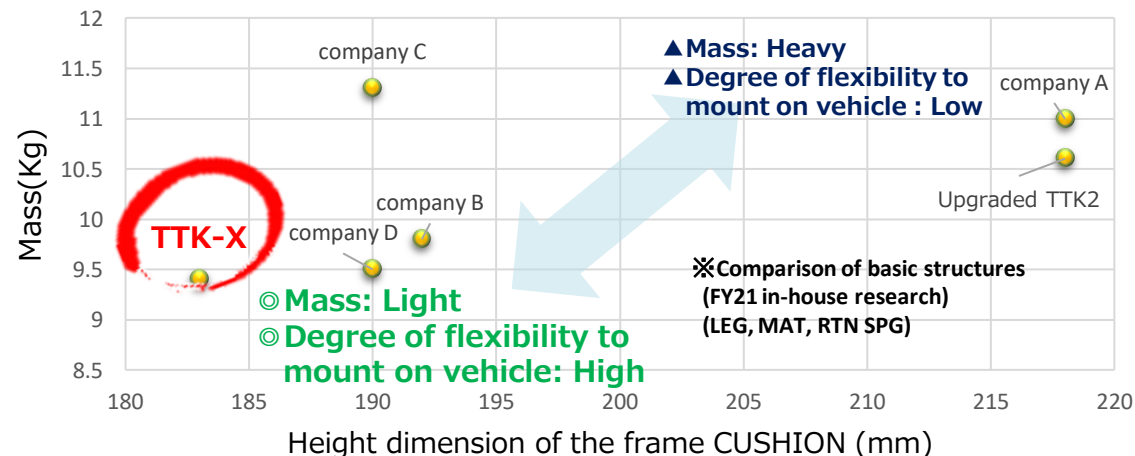 12
11.5
11
10.5
10
9.5
9
8.5
Mass(Kg)
company C
▲Mass: Heavy
▲Degree of flexibility to
mount on vehicle : Low
company A
Upgraded TTK2
company B
company D
TTK-X
◎Mass: Light
◎Degree of flexibility to
mount on vehicle: High
※Comparison of basic structures
(FY21 in-house research)
(LEG, MAT, RTN SPG)
180 185 190 195 200 205 210 215 220
Height dimension of the frame CUSHION (mm)